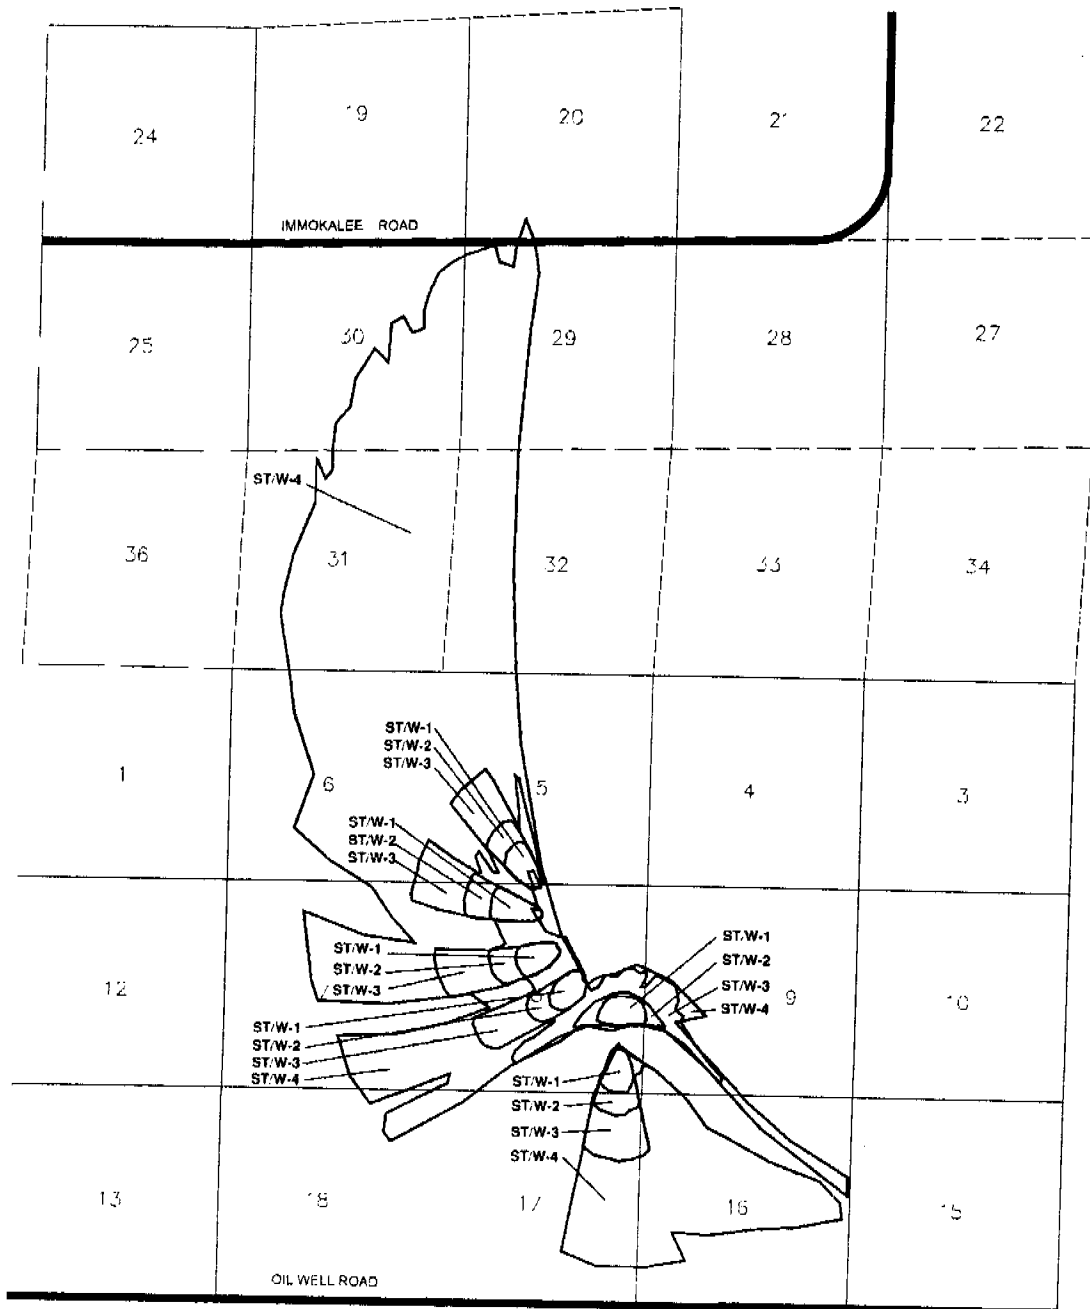 24
19
20
21
22
IMMOKALEE ROAD
25
30
29
28
27
ST/W-4
36
31
32
33
34
ST/W-1
ST/W-2
ST/W-3
1
6
5
4
3
ST/W-1
ST/W-2
ST/W-3
ST/W-1
ST/W-2
ST/W-3
ST/W-4
ST/W-1
ST/W-2
ST/W-3
12
9
10
ST/W-1
ST/W-2
ST/W-3
ST/W-4
ST/W-1
ST/W-2
ST/W-3
ST/W-4
13
18
17
16
15
OIL WELL ROAD